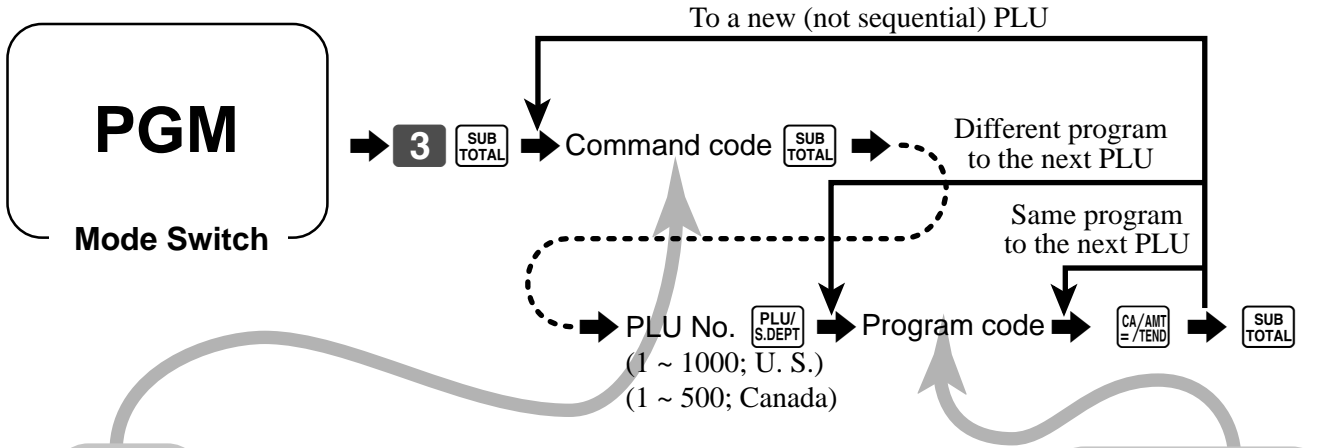 To a new (not sequential) PLU
PGM
Mode Switch
3 SUB TOTAL Command code SUB TOTAL
Different program
to the next PLU
Same program
to the next PLU
PLU No. PLU/ S.DEPT Program code CA/AMT = /TEND SUB TOTAL
(1 ~ 1000; U. S.)
(1 ~ 500; Canada)